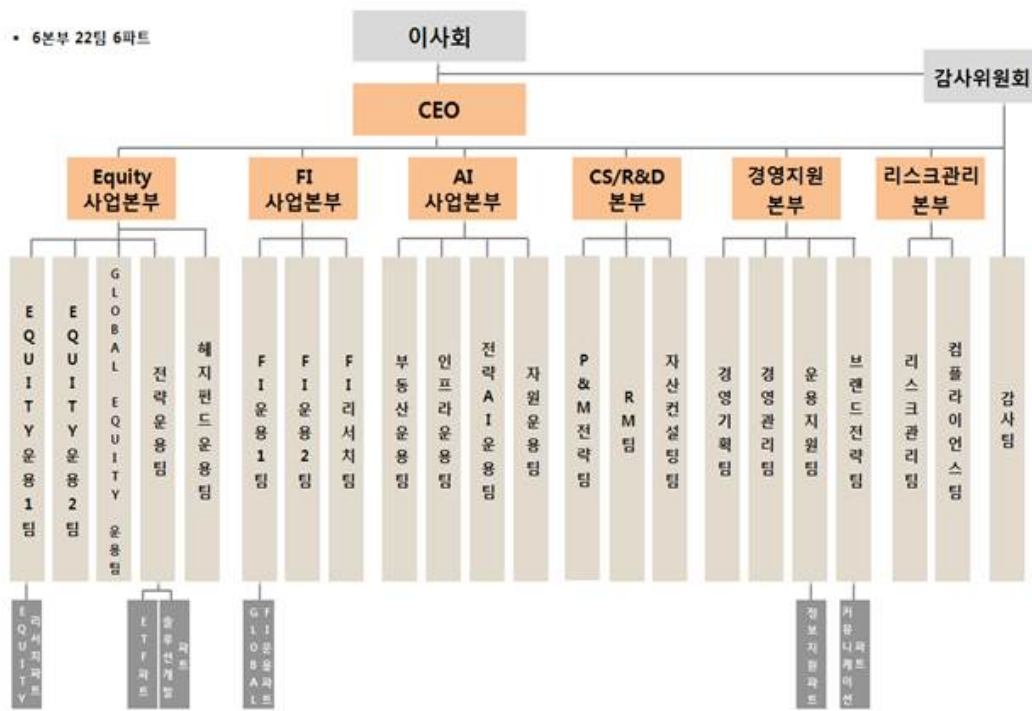 • 6본부 22팀 6파트
이사회
감사위원회
CEO
Equity
사업본부
FI
사업본부
AI
사업본부
CS/R&D
본부
경영지원
본부
리스크관리
본부
EQUITY운용1팀
EQUITY운용2팀
GLOBAL EQUITY 운용팀
전략운용팀
헤지펀드운용팀
FI운용1팀
FI운용2팀
FI리서치팀
부동산운용팀
인프라운용팀
전략AI운용팀
자원운용팀
P&M전략팀
RM팀
자산컨설팅팀
경영기획팀
경영관리팀
운용지원팀
브랜드전략팀
리스크관리팀
컴플라이언스팀
감사팀
EQUITY
리서치파트
ETF파트
솔루션개발
파트
GLOBAL
FI운용파트
정보지원파트
커뮤니케이션
파트